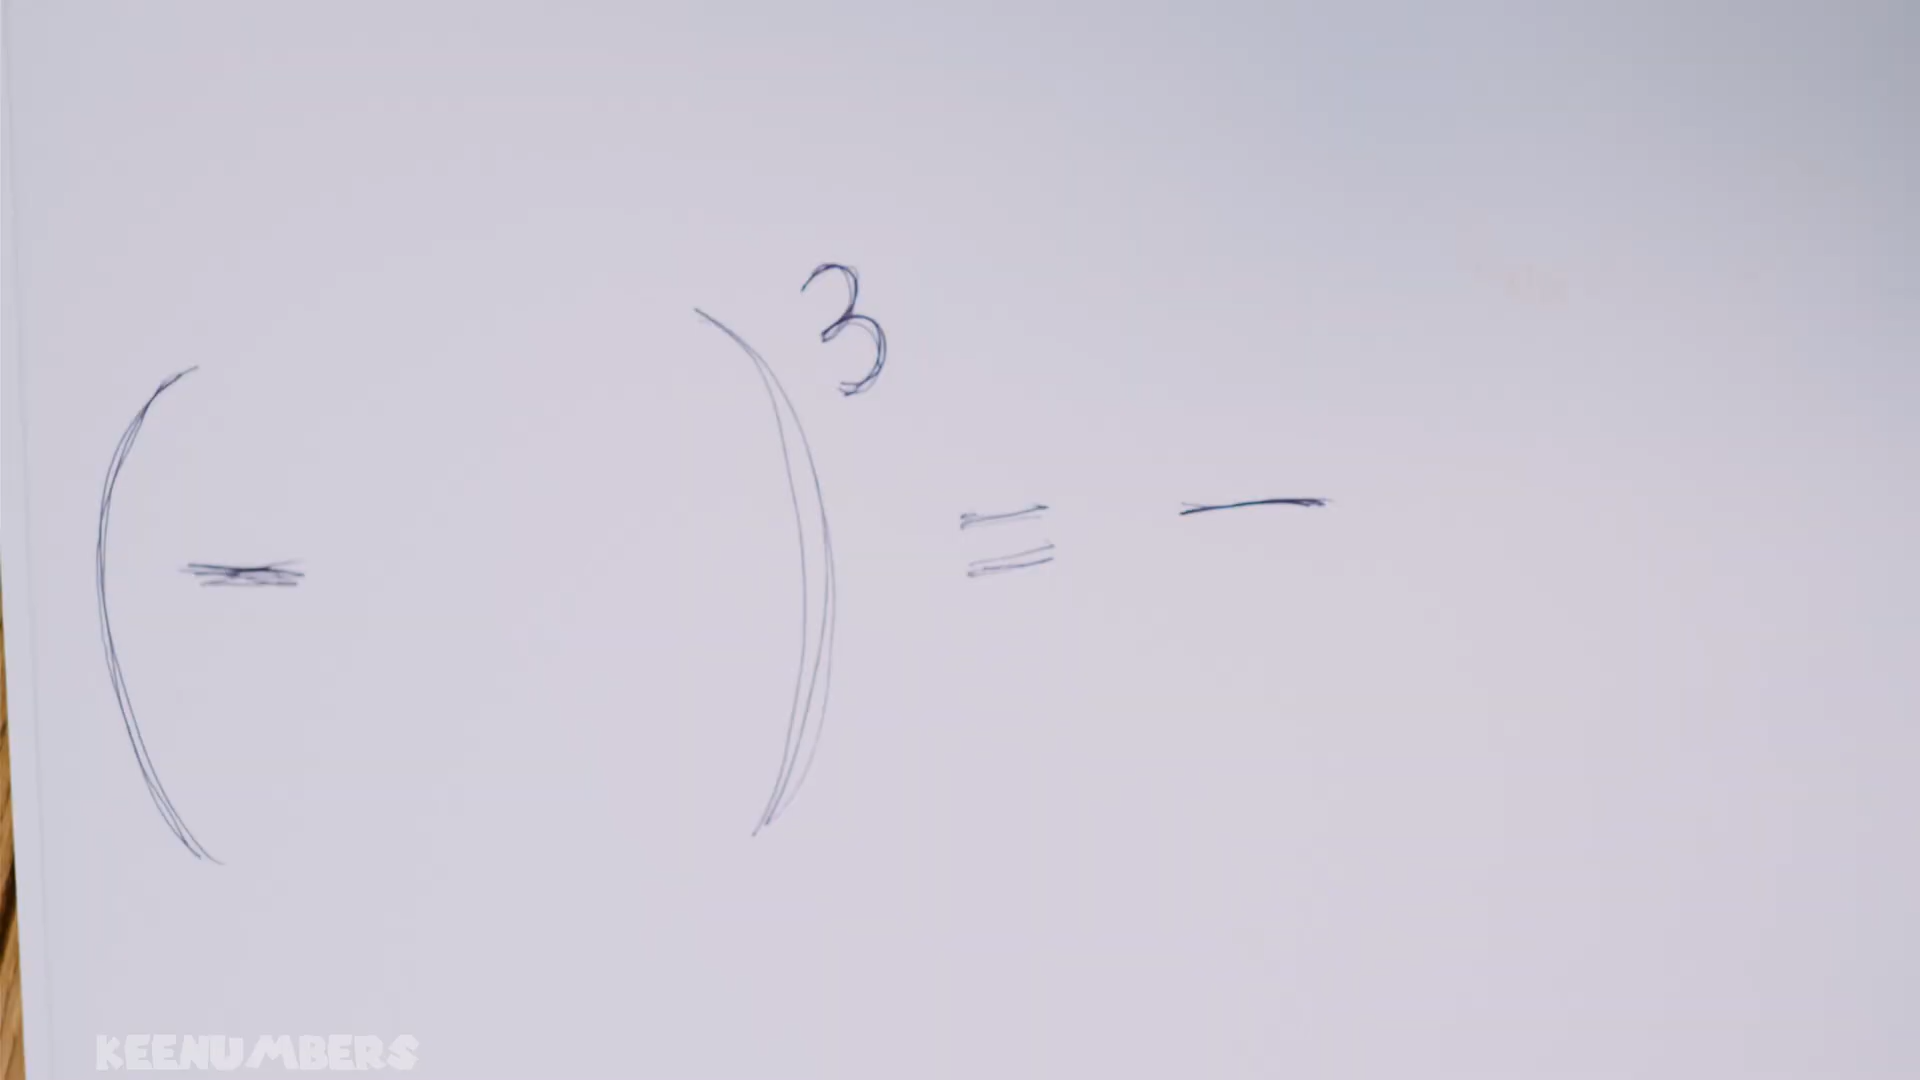 (-    )³ = -
KEENUMBERS